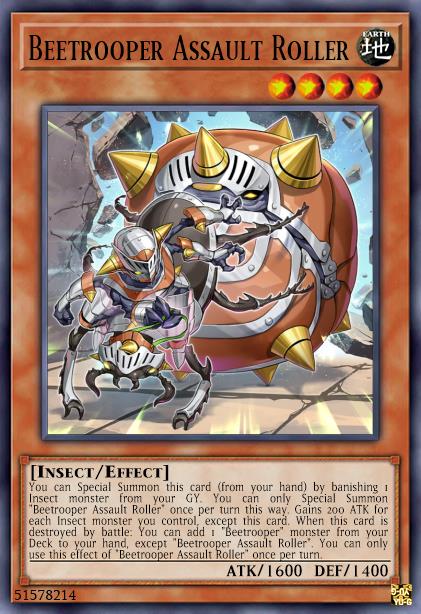 BEETROOPER ASSAULT ROLLER
EARTH
地
[INSECT/EFFECT]
You can Special Summon this card (from your hand) by banishing 1
Insect monster from your GY. You can only Special Summon
"Beetrooper Assault Roller" once per turn this way. Gains 200 ATK for
each Insect monster you control, except this card. When this card is
destroyed by battle: You can add 1 "Beetrooper" monster from your
Deck to your hand, except "Beetrooper Assault Roller". You can only
use this effect of "Beetrooper Assault Roller" once per turn.
ATK/1600 DEF/1400
51578214